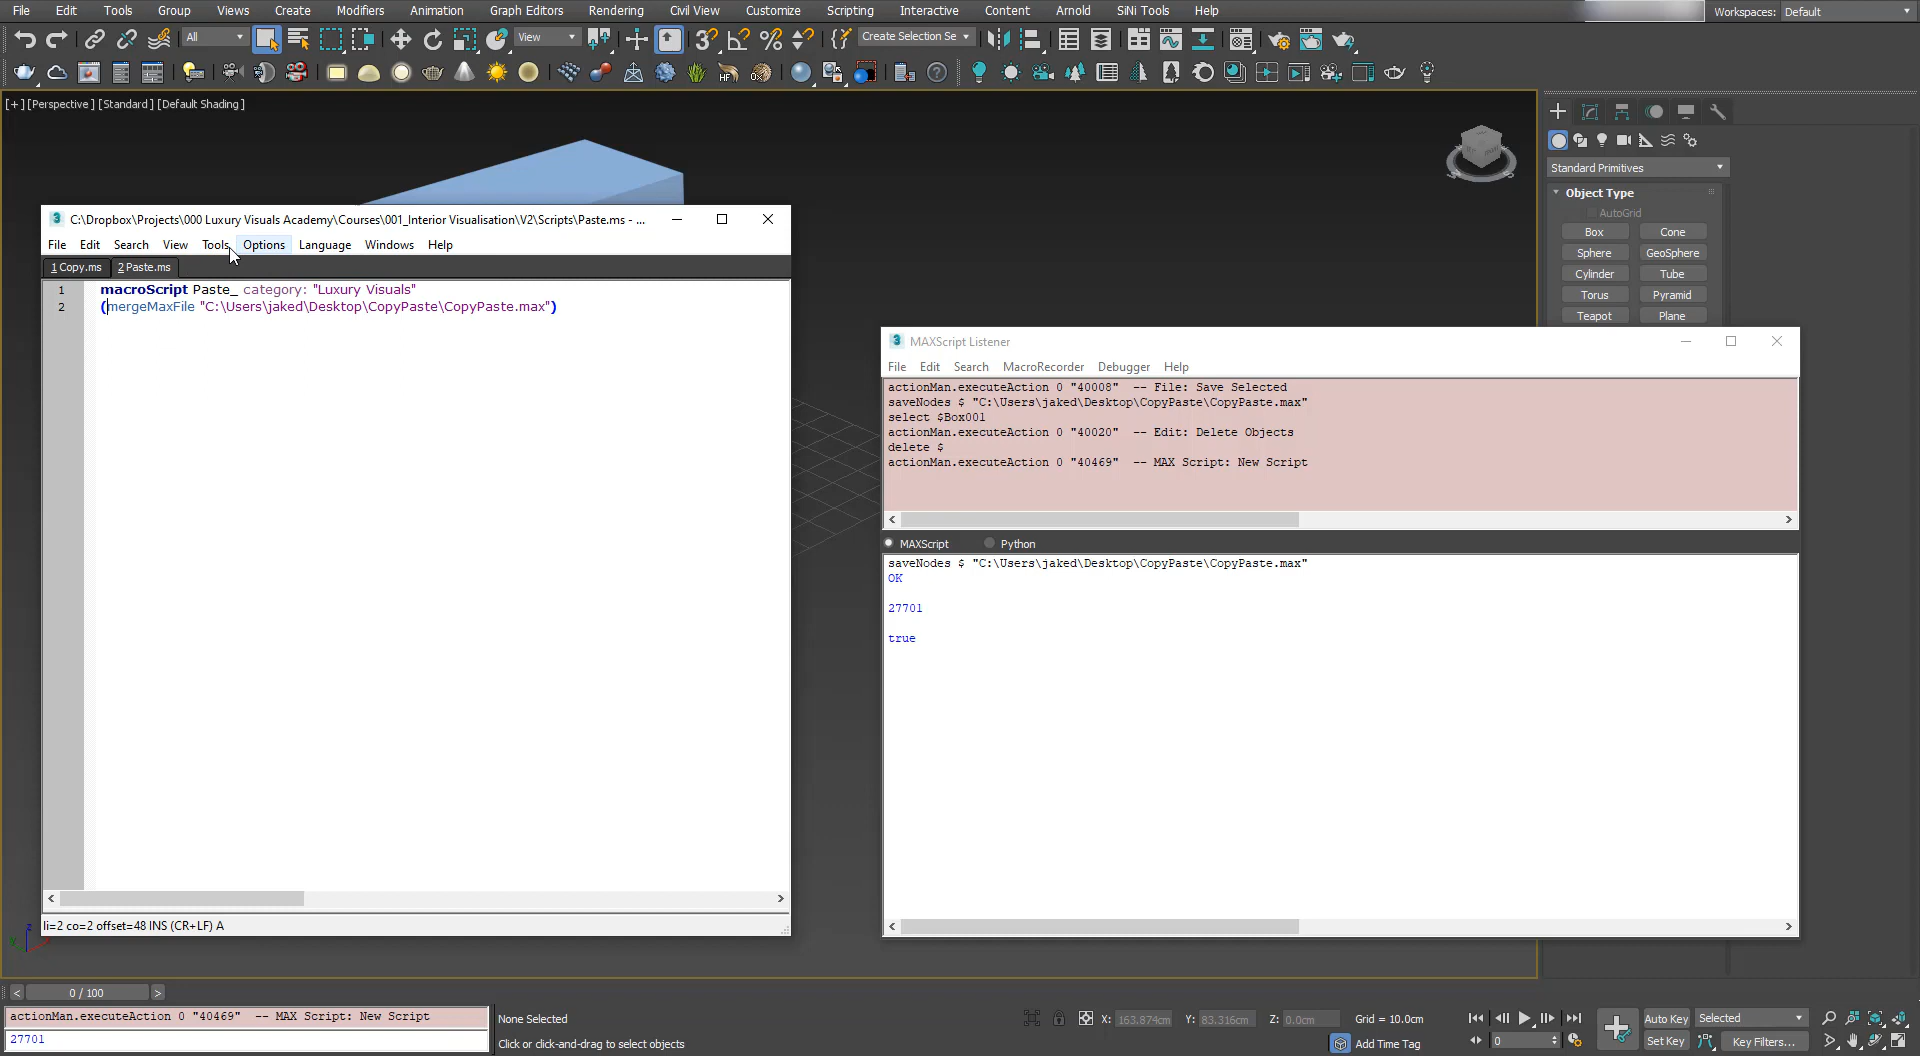 File Edit Tools Group Views Create Modifiers Animation Graph Editors Rendering Civil View Customize Scripting Interactive Content Arnold SiNi Tools Help Workspaces: Default
All View Create Selection Se
[+] [Perspective] [Standard] [Default Shading]
Standard Primitives
Object Type
AutoGrid
Box Cone
Sphere GeoSphere
Cylinder Tube
Torus Pyramid
Teapot Plane
C:\Dropbox\Projects\000 Luxury Visuals Academy\Courses\001_Interior Visualisation\V2\Scripts\Paste.ms - ...
File Edit Search View Tools Options Language Windows Help
1 Copy.ms 2 Paste.ms
1 macroScript Paste_ category: "Luxury Visuals"
2 (mergeMaxFile "C:\Users\jaked\Desktop\CopyPaste\CopyPaste.max")
li=2 co=2 offset=48 INS (CR+LF) A
MAXScript Listener
File Edit Search MacroRecorder Debugger Help
actionMan.executeAction 0 "40008" -- File: Save Selected
saveNodes $ "C:\Users\jaked\Desktop\CopyPaste\CopyPaste.max"
select $Box001
actionMan.executeAction 0 "40020" -- Edit: Delete Objects
delete $
actionMan.executeAction 0 "40469" -- MAX Script: New Script
MAXScript Python
saveNodes $ "C:\Users\jaked\Desktop\CopyPaste\CopyPaste.max"
OK
27701
true
0 / 100
actionMan.executeAction 0 "40469" -- MAX Script: New Script
27701
None Selected
Click or click-and-drag to select objects
X: 163.874cm Y: 83.316cm Z: 0.0cm Grid = 10.0cm
Add Time Tag
0
Auto Key Selected
Set Key Key Filters...